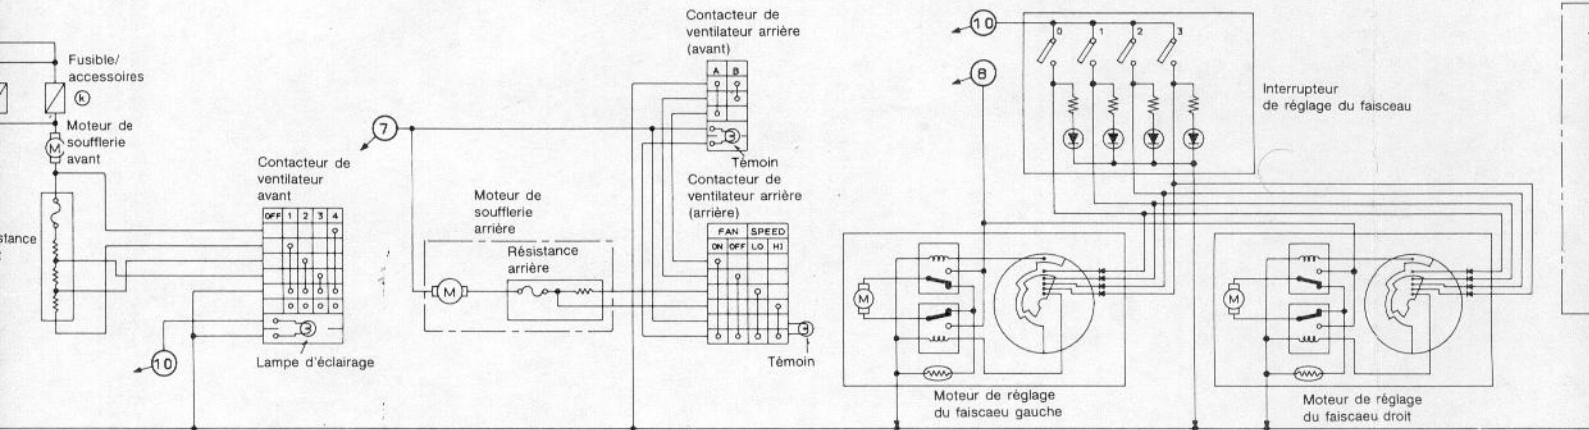 Fusible/
accessoires
k
Moteur de
soufflerie
avant
M
stance
Contacteur de
ventilateur
avant
OFF 1 2 3 4
10
Lampe d'éclairage
7
Moteur de
soufflerie
arrière
Résistance
arrière
M
Contacteur de
ventilateur arrière
(avant)
A B
Témoin
Contacteur de
ventilateur arrière
(arrière)
FAN SPEED
ON OFF LO HI
Témoin
10
8
0 1 2 3
Interrupteur
de réglage du faisceau
M
Moteur de réglage
du faiscaeu gauche
M
Moteur de réglage
du faiscaeu droit